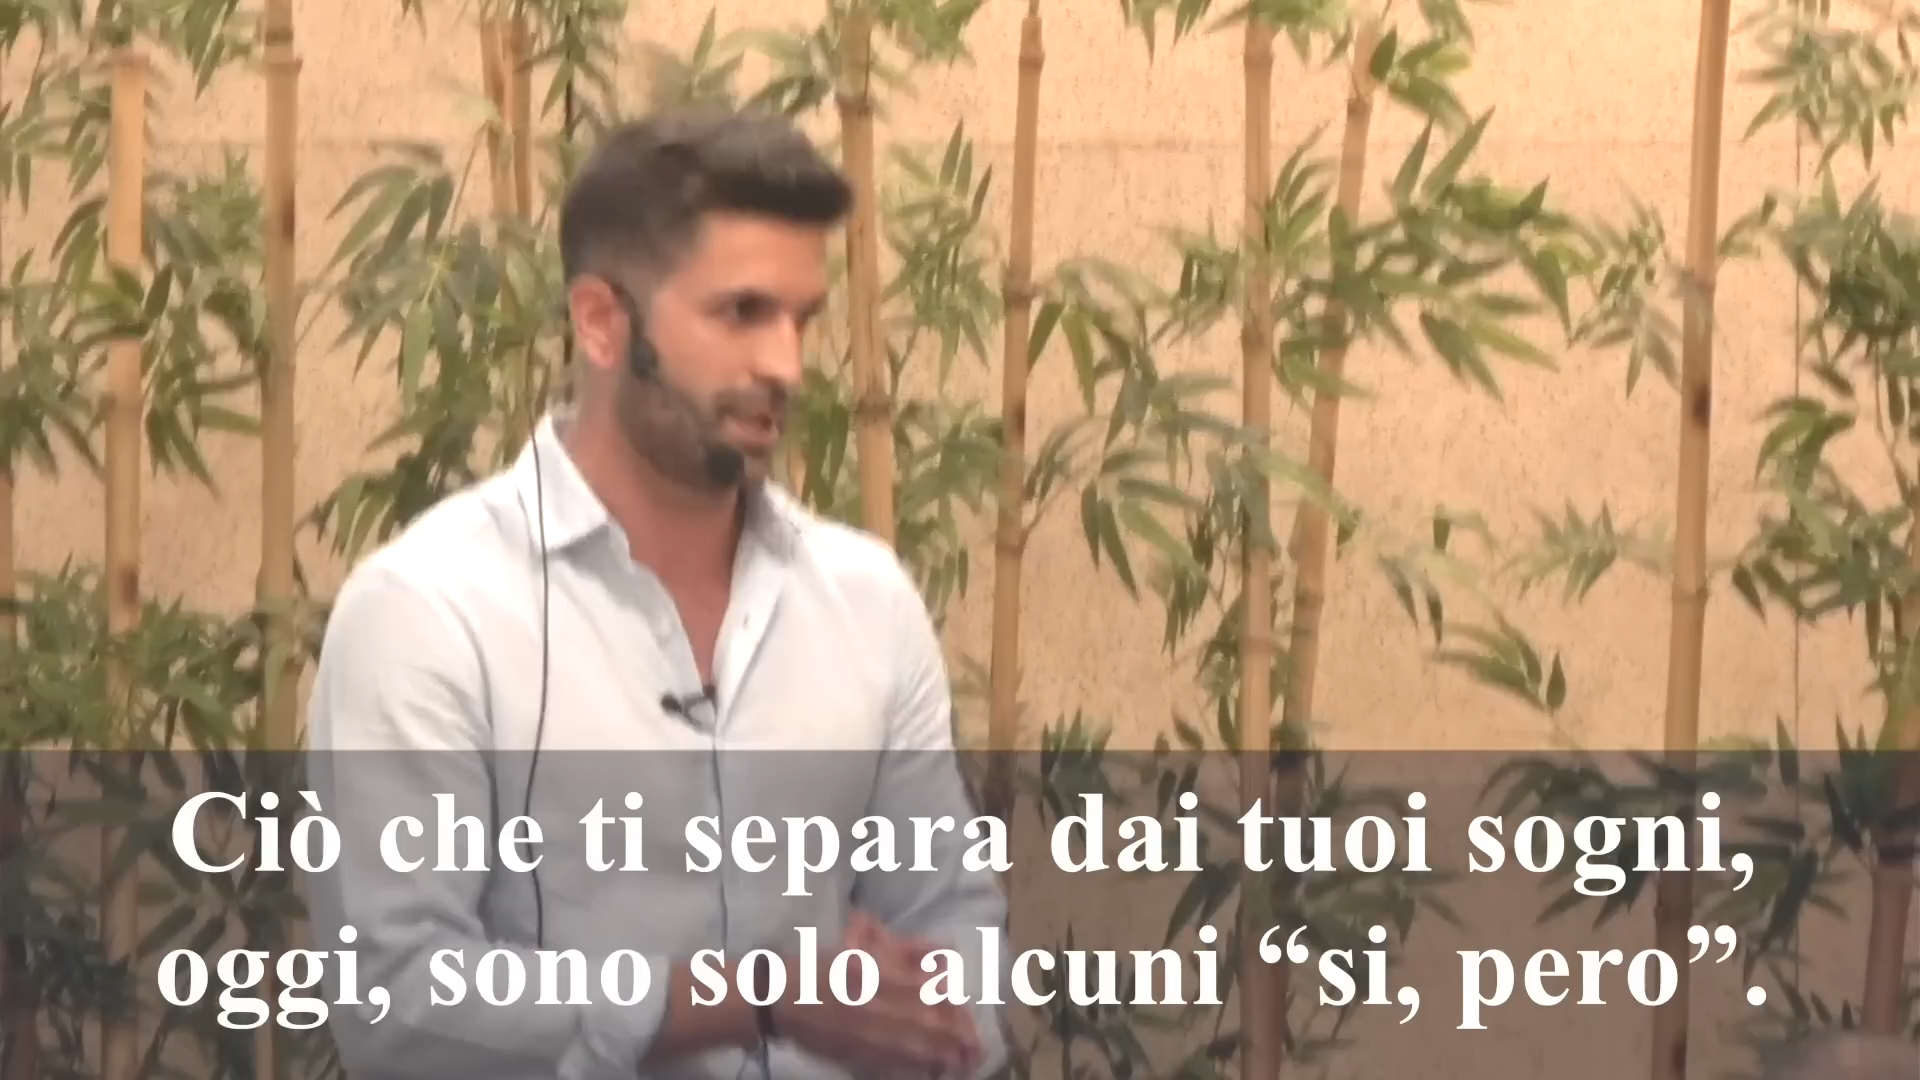 Ciò che ti separa dai tuoi sogni,
oggi, sono solo alcuni “si, pero”.